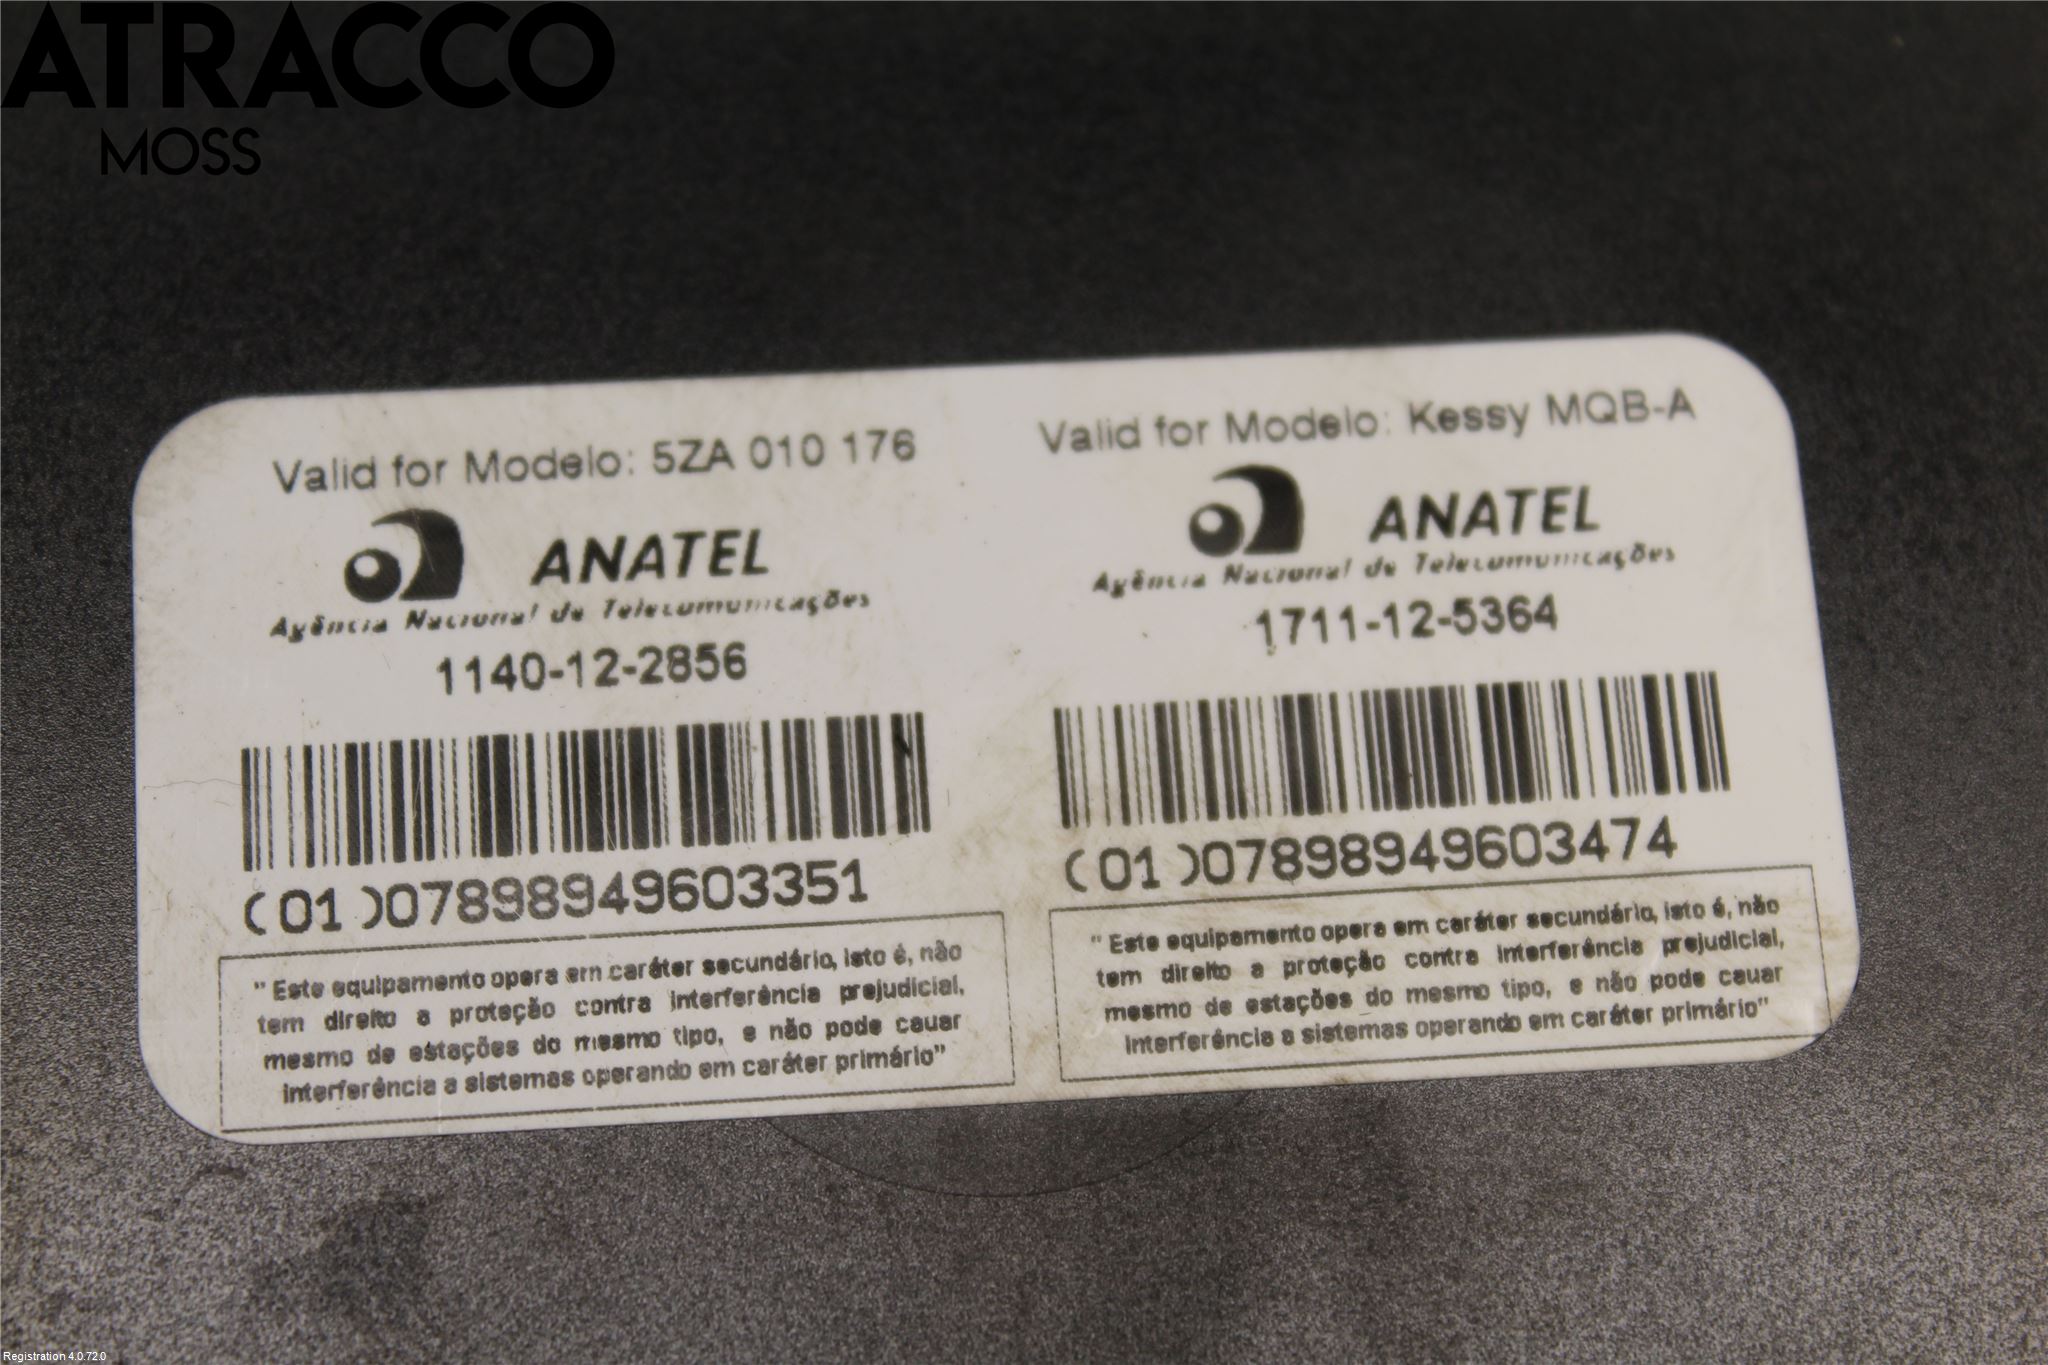 ATRACCO
MOSS
Valid for Modelo: 5ZA 010 176
ANATEL
Agência Nacional de Telecomunicações
1140-12-2856
(01)07898949603351
" Este equipamento opera em caráter secundário, isto é, não
tem direito a proteção contra interferência prejudicial,
mesmo de estações do mesmo tipo, e não pode cauar
interferência a sistemas operando em caráter primário"
Valid for Modelo: Kessy MQB-A
ANATEL
Agência Nacional de Telecomunicações
1711-12-5364
(01)07898949603474
" Este equipamento opera em caráter secundário, isto é, não
tem direito a proteção contra interferência prejudicial,
mesmo de estações do mesmo tipo, e não pode cauar
interferência a sistemas operando em caráter primário"
Registration 4.0.72.0